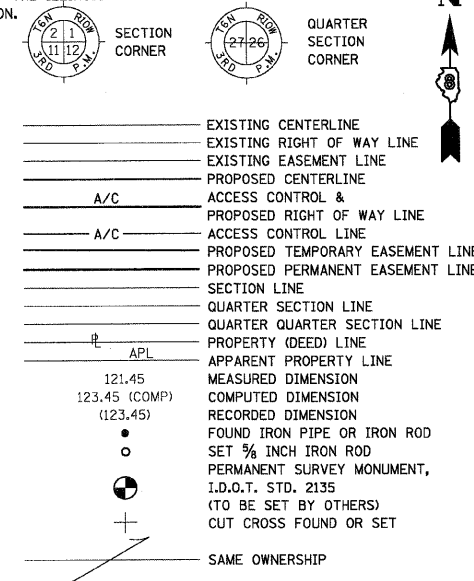 ON.
N
T6N R10W
2 1
11 12
3RD P.M.
SECTION
CORNER
T6N R10W
27 26
3RD P.M.
QUARTER
SECTION
CORNER
8
EXISTING CENTERLINE
EXISTING RIGHT OF WAY LINE
EXISTING EASEMENT LINE
PROPOSED CENTERLINE
A/C ACCESS CONTROL &
PROPOSED RIGHT OF WAY LINE
A/C ACCESS CONTROL LINE
PROPOSED TEMPORARY EASEMENT LINE
PROPOSED PERMANENT EASEMENT LINE
SECTION LINE
QUARTER SECTION LINE
QUARTER QUARTER SECTION LINE
PL PROPERTY (DEED) LINE
APL APPARENT PROPERTY LINE
121.45 MEASURED DIMENSION
123.45 (COMP) COMPUTED DIMENSION
(123.45) RECORDED DIMENSION
FOUND IRON PIPE OR IRON ROD
SET 5/8 INCH IRON ROD
PERMANENT SURVEY MONUMENT,
I.D.O.T. STD. 2135
(TO BE SET BY OTHERS)
CUT CROSS FOUND OR SET
SAME OWNERSHIP